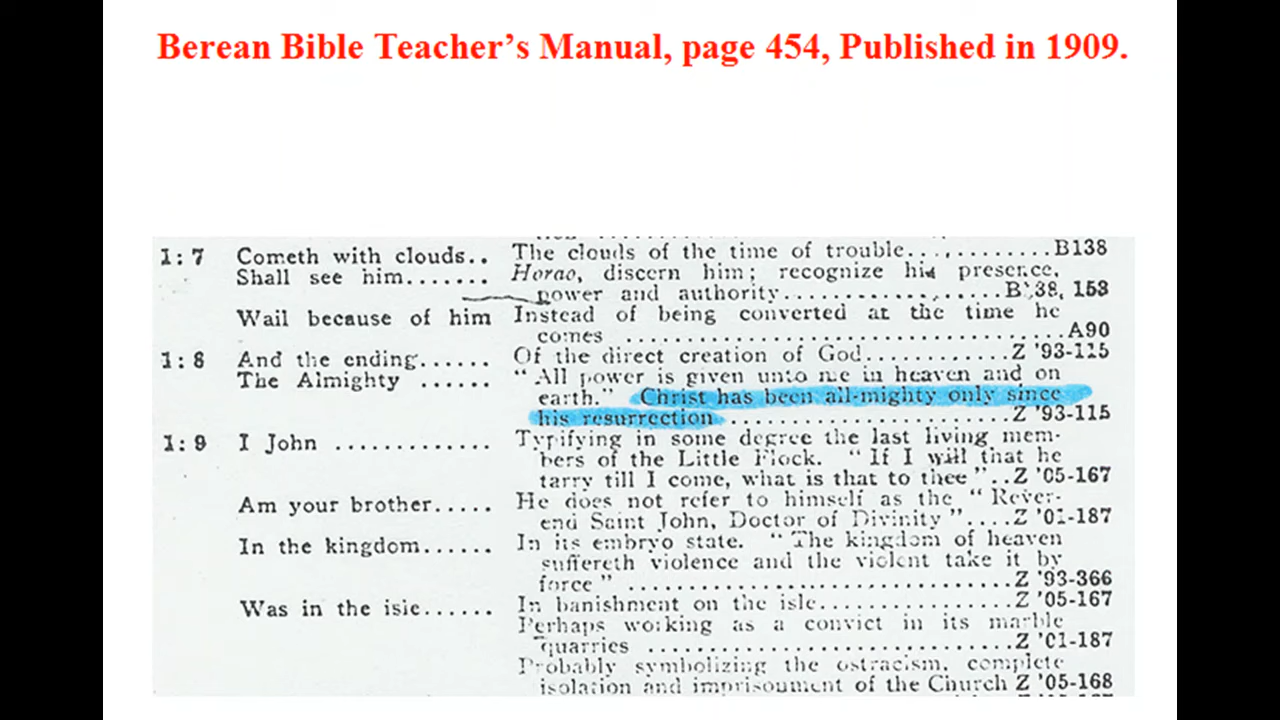 Berean Bible Teacher's Manual, page 454, Published in 1909.
1:7 Cometh with clouds.. The clouds of the time of trouble..........B138
Shall see him....... Horao, discern him; recognize his presence,
power and authority....................B138, 153
Wail because of him Instead of being converted at the time he
comes ....................................A90
1:8 And the ending...... Of the direct creation of God..........Z '93-115
The Almighty ...... "All power is given unto me in heaven and on
earth." Christ has been all-mighty only since
his resurrection ......................Z '93-115
1:9 I John ............ Typifying in some degree the last living mem-
bers of the Little Flock. "If I will that he
tarry till I come, what is that to thee"..Z '05-167
Am your brother..... He does not refer to himself as the "Rever-
end Saint John, Doctor of Divinity"....Z '01-187
In the kingdom...... In its embryo state. "The kingdom of heaven
suffereth violence and the violent take it by
force" ..............................Z '93-366
Was in the isle...... In banishment on the isle...............Z '05-167
Perhaps working as a convict in its marble
quarries .............................Z '01-187
Probably symbolizing the ostracism, complete
isolation and imprisonment of the Church Z '05-168